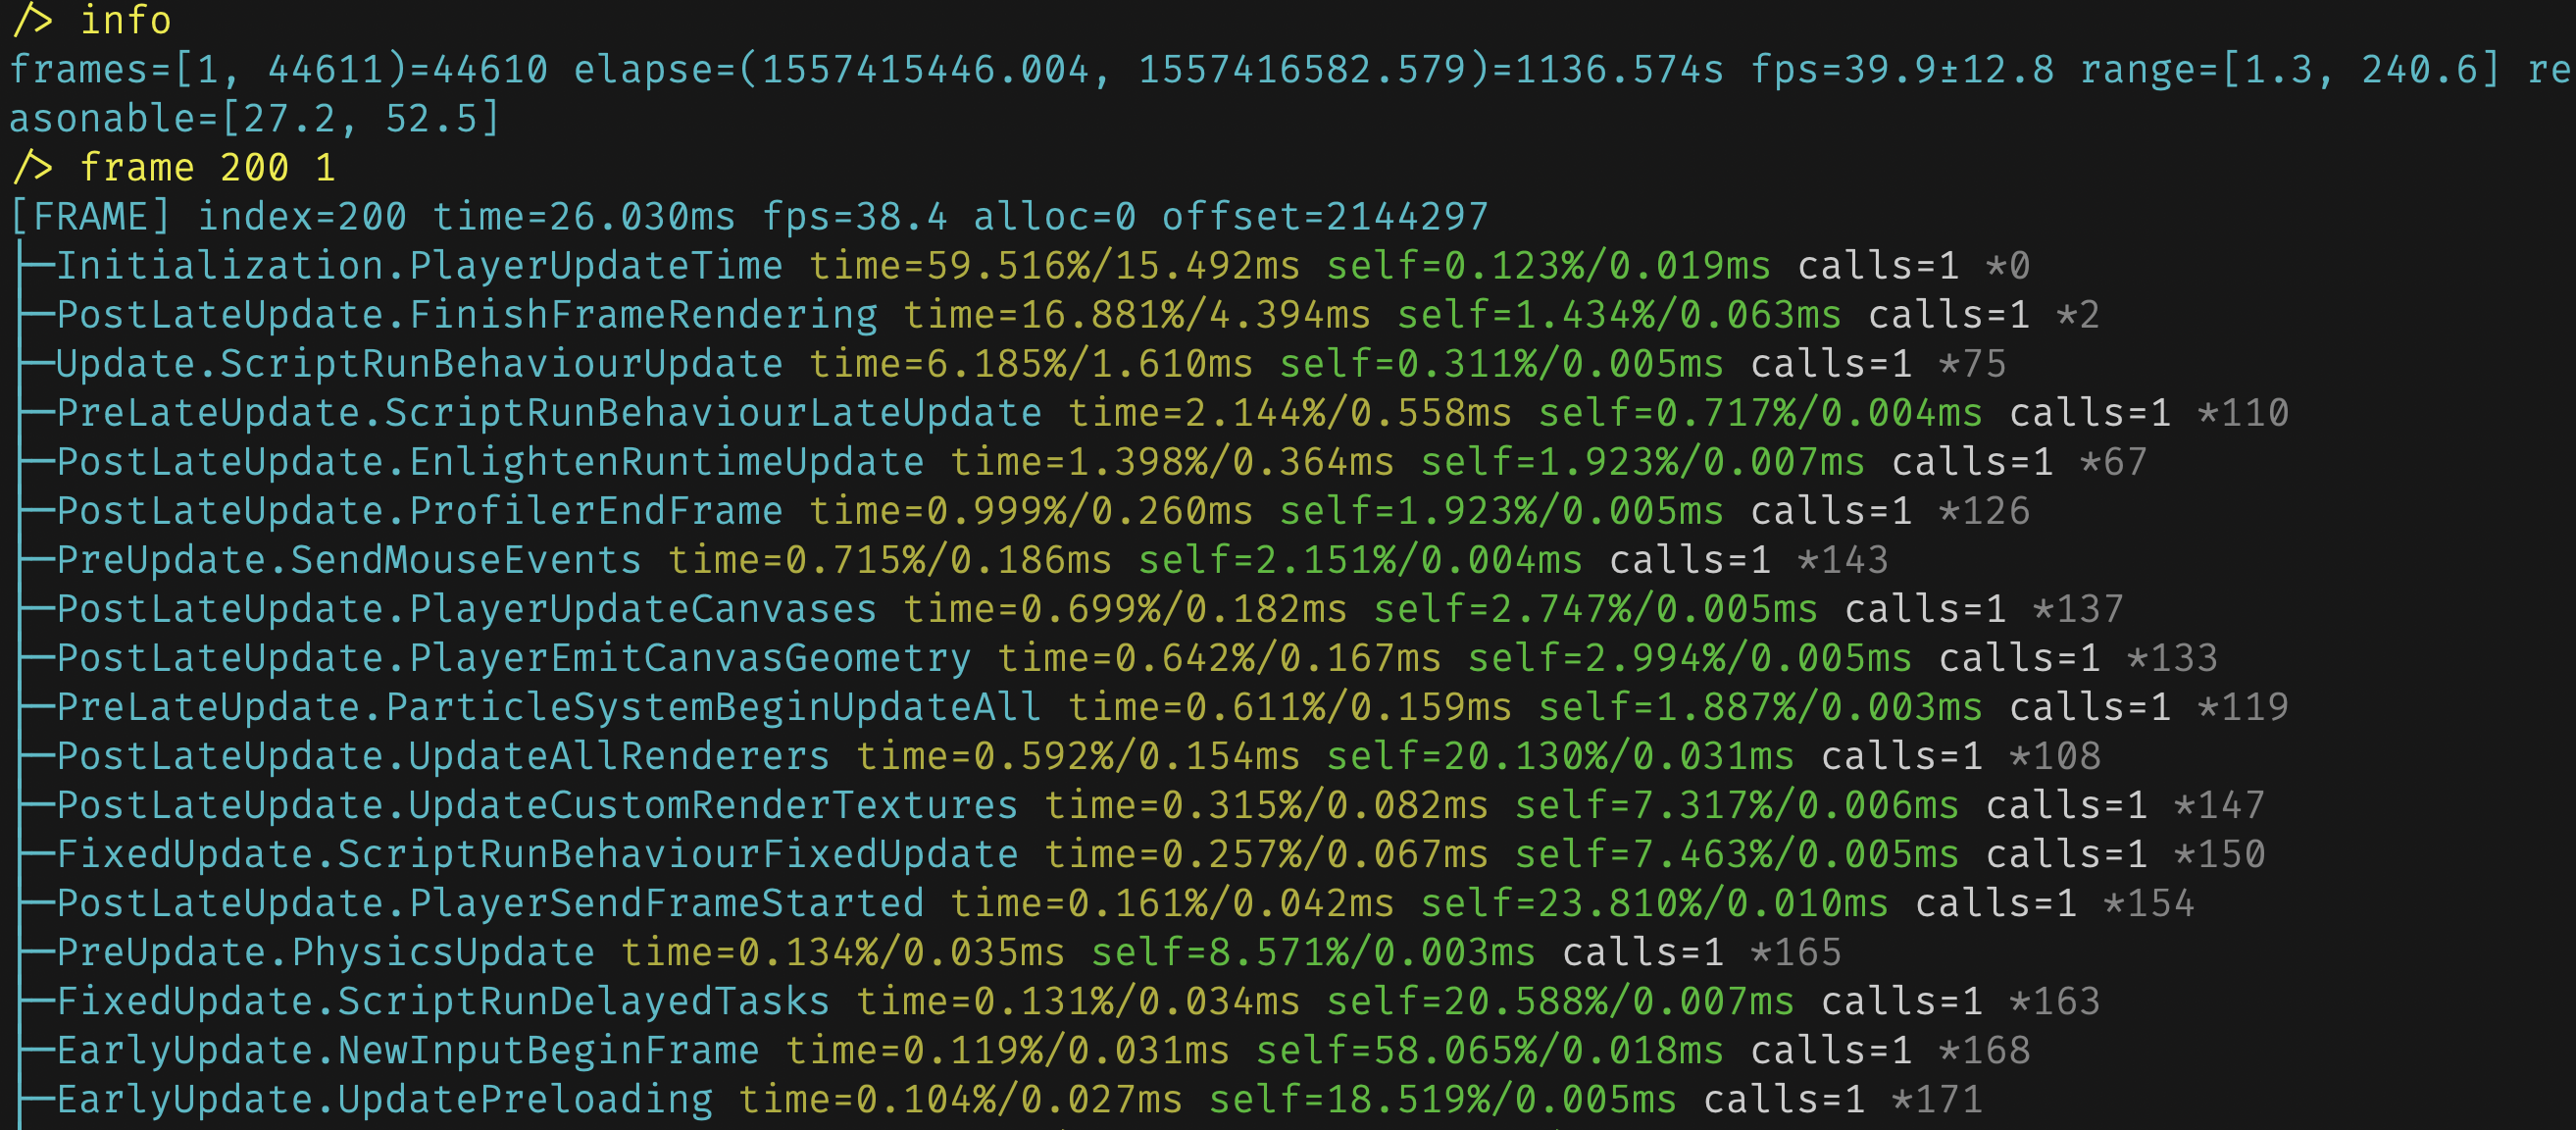 /> info
frames=[1, 44611)=44610 elapse=(1557415446.004, 1557416582.579)=1136.574s fps=39.9±12.8 range=[1.3, 240.6] re
asonable=[27.2, 52.5]
/> frame 200 1
[FRAME] index=200 time=26.030ms fps=38.4 alloc=0 offset=2144297
├─Initialization.PlayerUpdateTime time=59.516%/15.492ms self=0.123%/0.019ms calls=1 *0
├─PostLateUpdate.FinishFrameRendering time=16.881%/4.394ms self=1.434%/0.063ms calls=1 *2
├─Update.ScriptRunBehaviourUpdate time=6.185%/1.610ms self=0.311%/0.005ms calls=1 *75
├─PreLateUpdate.ScriptRunBehaviourLateUpdate time=2.144%/0.558ms self=0.717%/0.004ms calls=1 *110
├─PostLateUpdate.EnlightenRuntimeUpdate time=1.398%/0.364ms self=1.923%/0.007ms calls=1 *67
├─PostLateUpdate.ProfilerEndFrame time=0.999%/0.260ms self=1.923%/0.005ms calls=1 *126
├─PreUpdate.SendMouseEvents time=0.715%/0.186ms self=2.151%/0.004ms calls=1 *143
├─PostLateUpdate.PlayerUpdateCanvases time=0.699%/0.182ms self=2.747%/0.005ms calls=1 *137
├─PostLateUpdate.PlayerEmitCanvasGeometry time=0.642%/0.167ms self=2.994%/0.005ms calls=1 *133
├─PreLateUpdate.ParticleSystemBeginUpdateAll time=0.611%/0.159ms self=1.887%/0.003ms calls=1 *119
├─PostLateUpdate.UpdateAllRenderers time=0.592%/0.154ms self=20.130%/0.031ms calls=1 *108
├─PostLateUpdate.UpdateCustomRenderTextures time=0.315%/0.082ms self=7.317%/0.006ms calls=1 *147
├─FixedUpdate.ScriptRunBehaviourFixedUpdate time=0.257%/0.067ms self=7.463%/0.005ms calls=1 *150
├─PostLateUpdate.PlayerSendFrameStarted time=0.161%/0.042ms self=23.810%/0.010ms calls=1 *154
├─PreUpdate.PhysicsUpdate time=0.134%/0.035ms self=8.571%/0.003ms calls=1 *165
├─FixedUpdate.ScriptRunDelayedTasks time=0.131%/0.034ms self=20.588%/0.007ms calls=1 *163
├─EarlyUpdate.NewInputBeginFrame time=0.119%/0.031ms self=58.065%/0.018ms calls=1 *168
├─EarlyUpdate.UpdatePreloading time=0.104%/0.027ms self=18.519%/0.005ms calls=1 *171